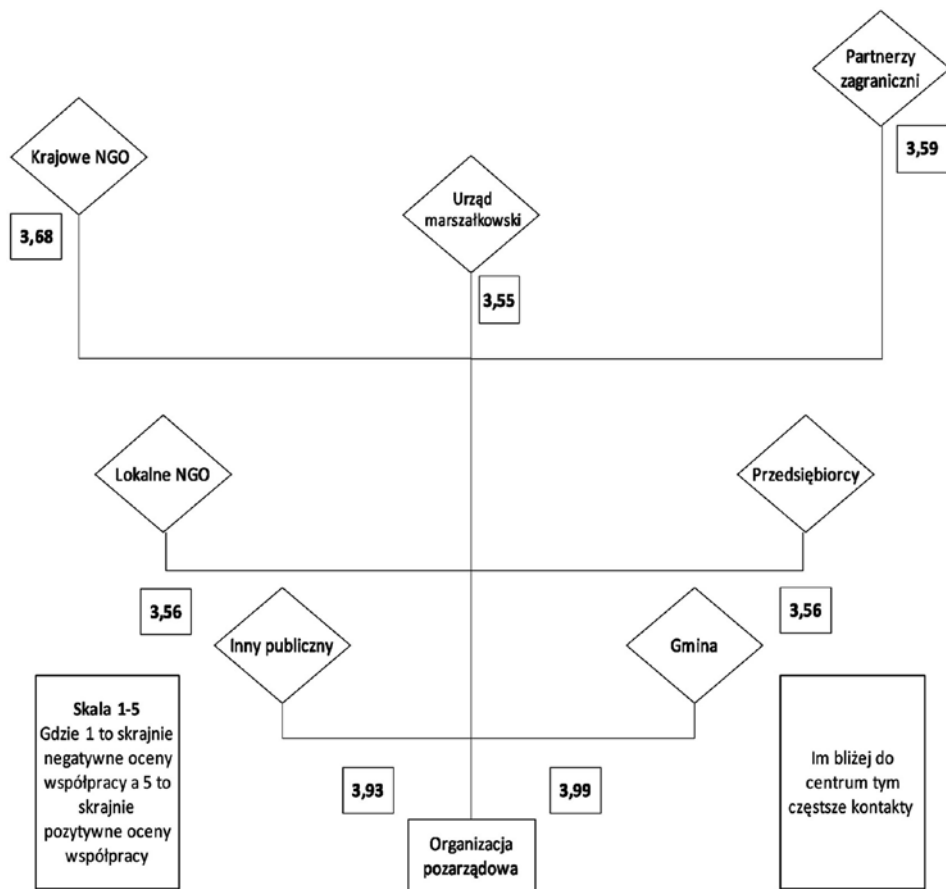 Partnerzy
zagraniczni
3,59
Krajowe NGO
3,68
Urząd
marszałkowski
3,55
Lokalne NGO
3,56
Przedsiębiorcy
3,56
Inny publiczny
3,93
Gmina
3,99
Skala 1-5
Gdzie 1 to skrajnie
negatywne oceny
współpracy a 5 to
skrajnie
pozytywne oceny
współpracy
Organizacja
pozarządowa
Im bliżej do
centrum tym
częstsze kontakty